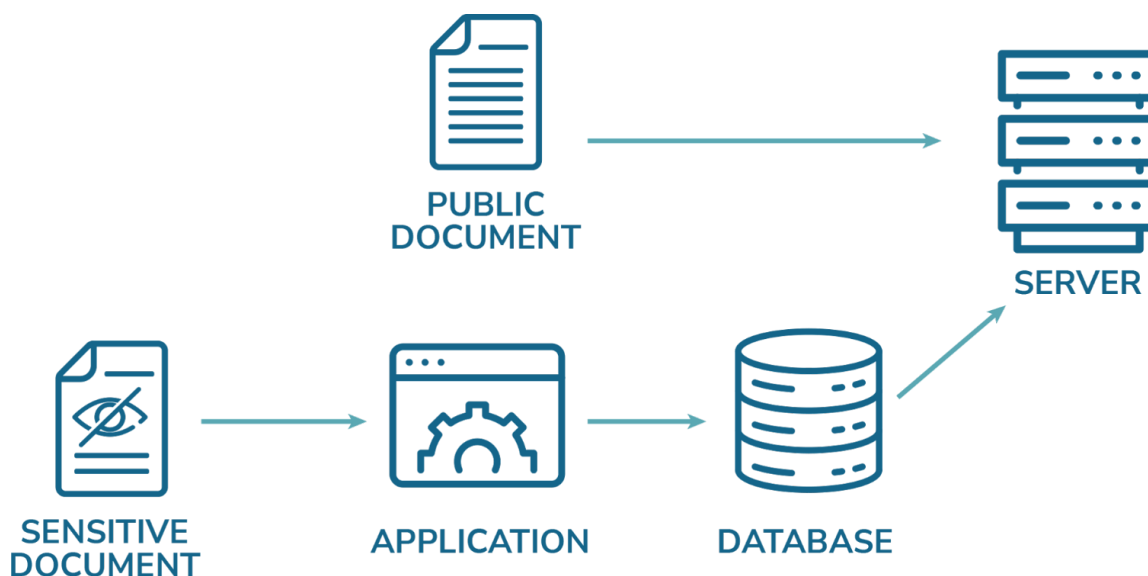 PUBLIC
DOCUMENT
SERVER
SENSITIVE
DOCUMENT
APPLICATION
DATABASE